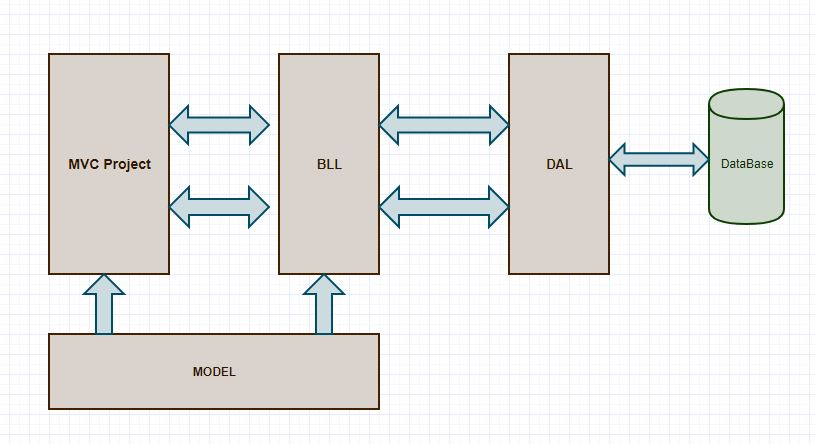 MVC Project
BLL
DAL
DataBase
MODEL